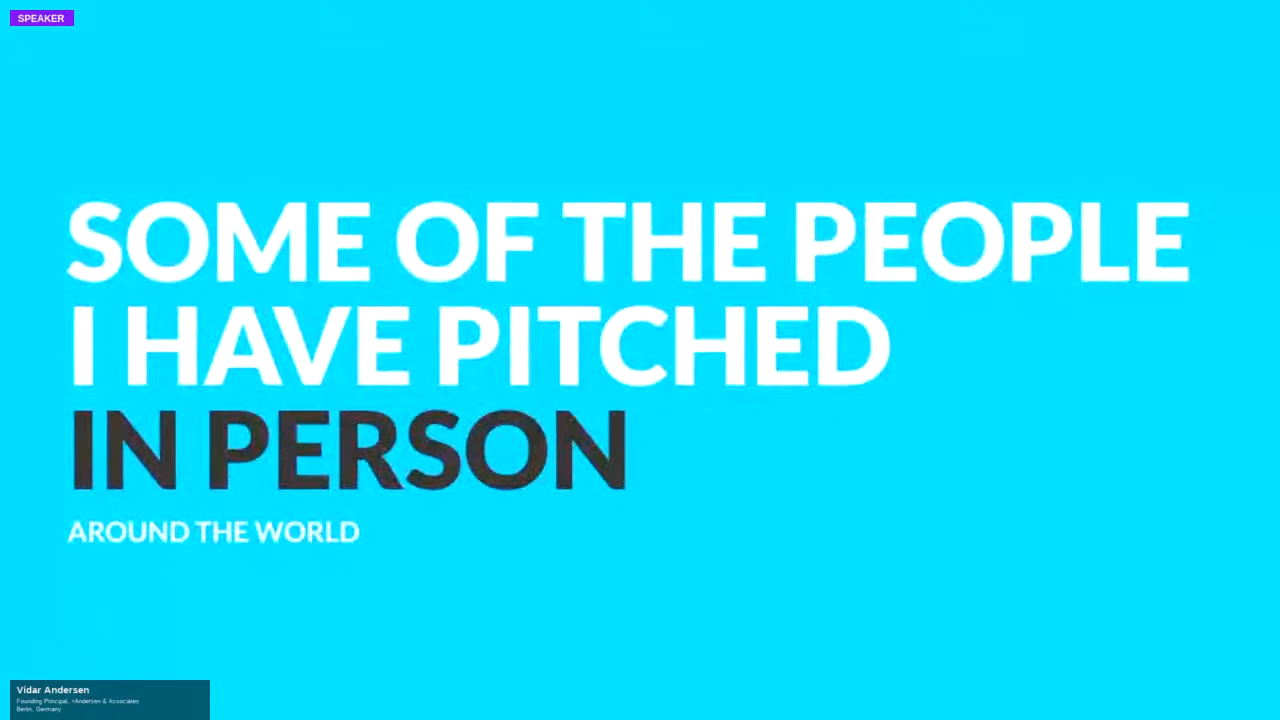 SPEAKER
SOME OF THE PEOPLE
I HAVE PITCHED
IN PERSON
AROUND THE WORLD
Vidar Andersen
Founding Principal, +Andersen & Associates
Berlin, Germany